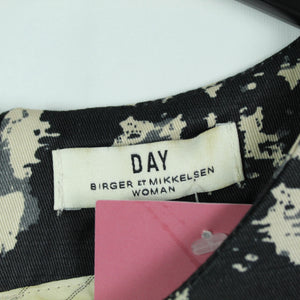 DAY
BIRGER ET MIKKELSEN
WOMAN